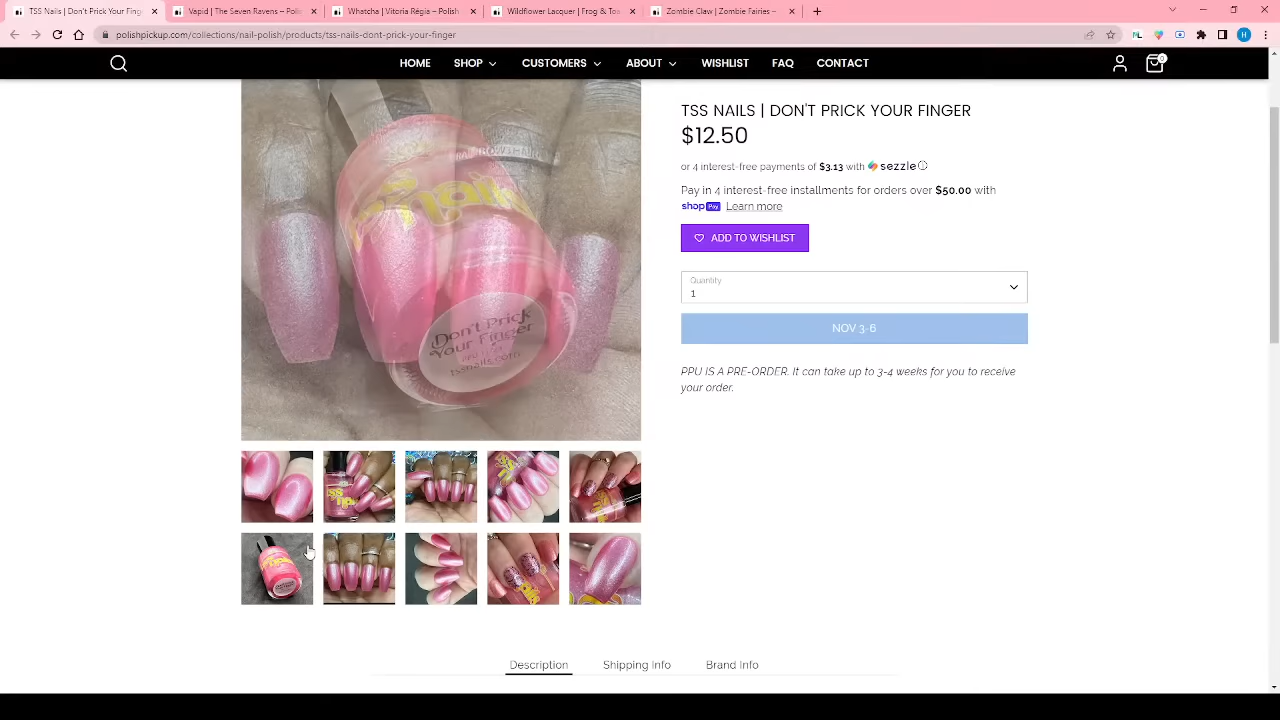 TSS Nails | Don't Prick Your Fing
Vapid | The Seven Ravens – Polis
Whatcha | Vitoria Régia – Polish
Wildflower Lacquer | Frog & To
Zombie Claw | Zombie Fairies –
polishpickup.com/collections/nail-polish/products/tss-nails-dont-prick-your-finger
HOME SHOP CUSTOMERS ABOUT WISHLIST FAQ CONTACT
0
TSS NAILS | DON'T PRICK YOUR FINGER
$12.50
or 4 interest-free payments of $3.13 with sezzle
Pay in 4 interest-free installments for orders over $50.00 with
shop Pay Learn more
ADD TO WISHLIST
Quantity
1
NOV 3-6
PPU IS A PRE-ORDER. It can take up to 3-4 weeks for you to receive
your order.
Don't Prick
Your Finger
tssnails.com
Description Shipping Info Brand Info